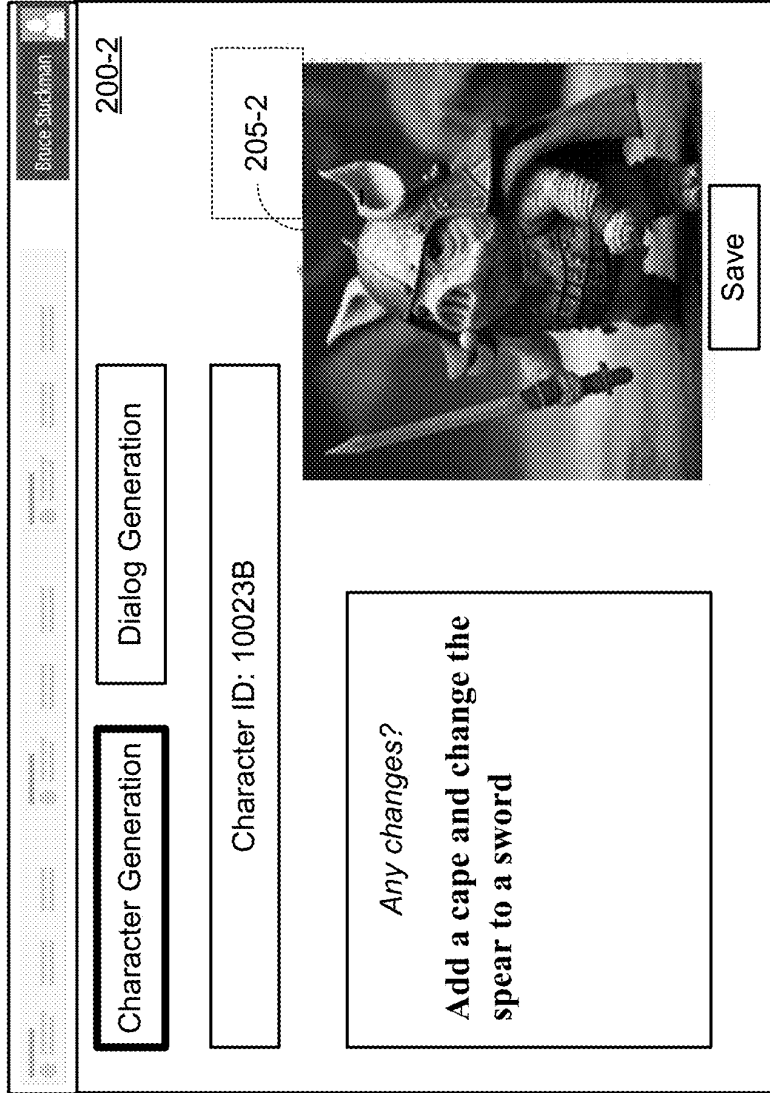 Bruce Stuckman
200-2
Character Generation
Dialog Generation
Character ID: 10023B
205-2
Any changes?
Add a cape and change the
spear to a sword
Save